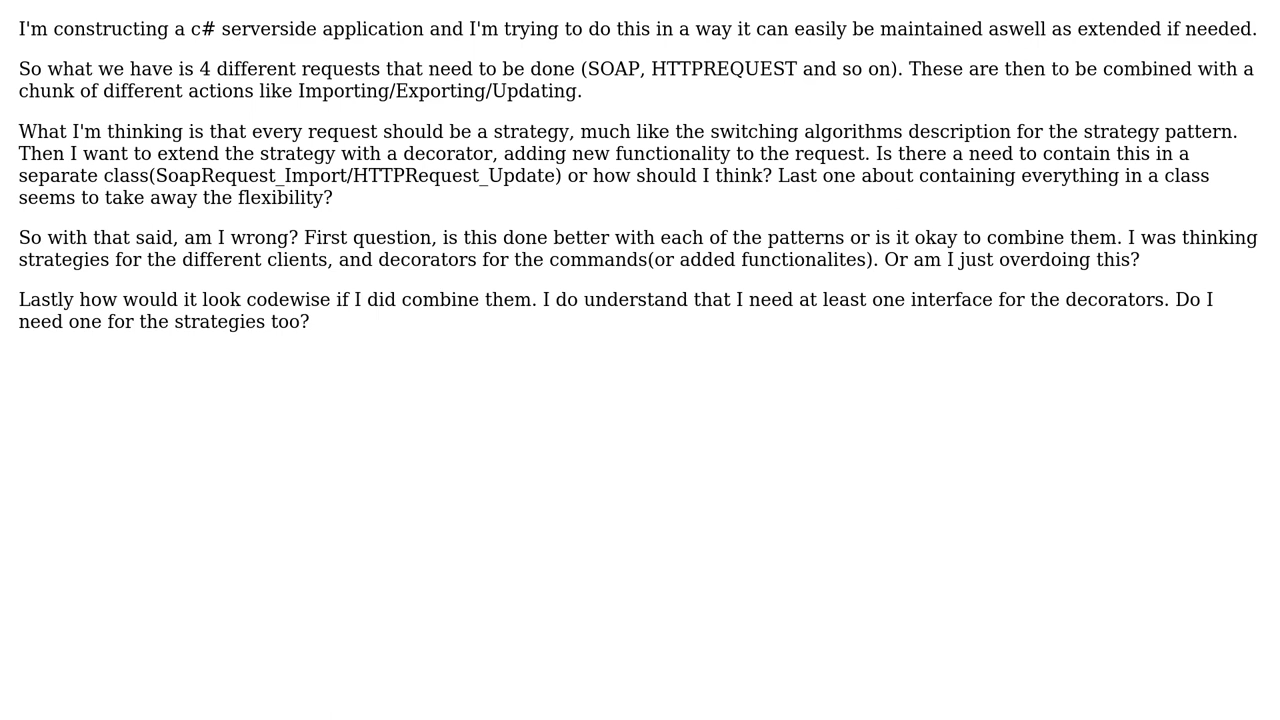 I'm constructing a c# serverside application and I'm trying to do this in a way it can easily be maintained aswell as extended if needed.
So what we have is 4 different requests that need to be done (SOAP, HTTPREQUEST and so on). These are then to be combined with a
chunk of different actions like Importing/Exporting/Updating.
What I'm thinking is that every request should be a strategy, much like the switching algorithms description for the strategy pattern.
Then I want to extend the strategy with a decorator, adding new functionality to the request. Is there a need to contain this in a
separate class(SoapRequest_Import/HTTPRequest_Update) or how should I think? Last one about containing everything in a class
seems to take away the flexibility?
So with that said, am I wrong? First question, is this done better with each of the patterns or is it okay to combine them. I was thinking
strategies for the different clients, and decorators for the commands(or added functionalites). Or am I just overdoing this?
Lastly how would it look codewise if I did combine them. I do understand that I need at least one interface for the decorators. Do I
need one for the strategies too?